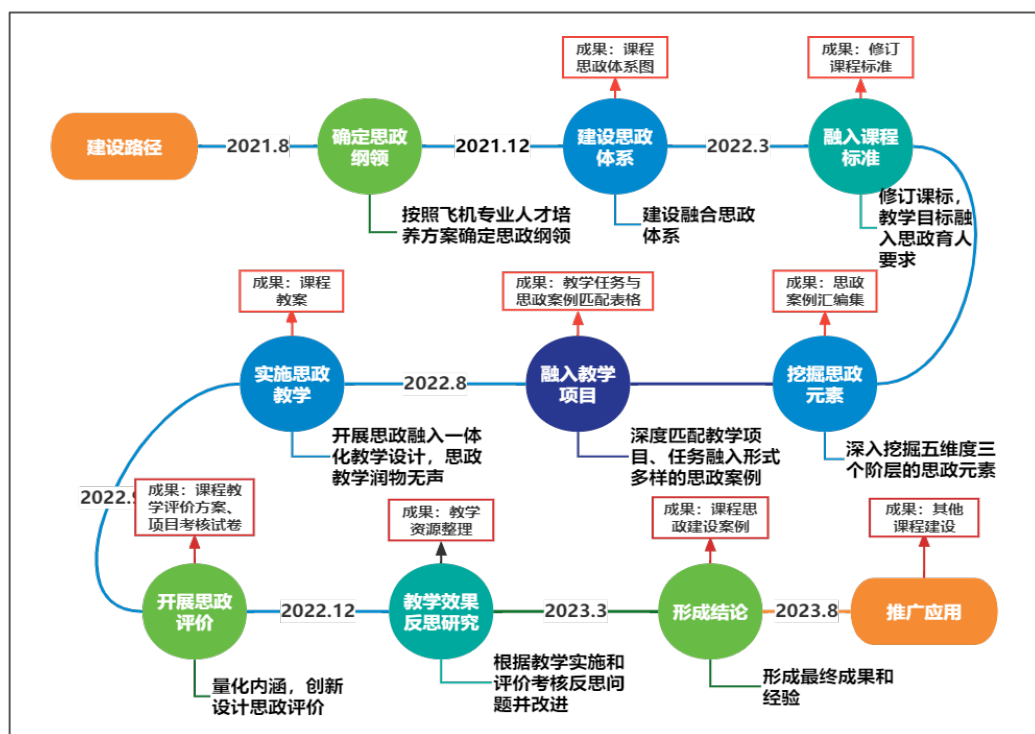 成果：课程
思政体系图
成果：修订
课程标准
建设路径
2021.8
确定思政
纲领
2021.12
建设思政
体系
2022.3
融入课程
标准
按照飞机专业人才培
养方案确定思政纲领
建设融合思政
体系
修订课标，
教学目标融
入思政育人
要求
成果：课程
教案
成果：教学任务与
思政案例匹配表格
成果：思政
案例汇编集
实施思政
教学
2022.8
融入教学
项目
挖掘思政
元素
开展思政融入一体
化教学设计，思政
教学润物无声
深度匹配教学项
目、任务融入形式
多样的思政案例
深入挖掘五维度三
个阶层的思政元素
成果：课程教
学评价方案、
项目考核试卷
成果：教学
资源整理
成果：课程思
政建设案例
成果：其他
课程建设
开展思政
评价
2022.12
教学效果
反思研究
2023.3
形成结论
2023.8
推广应用
量化内涵，创新
设计思政评价
根据教学实施和
评价考核反思问
题并改进
形成最终成果和
经验